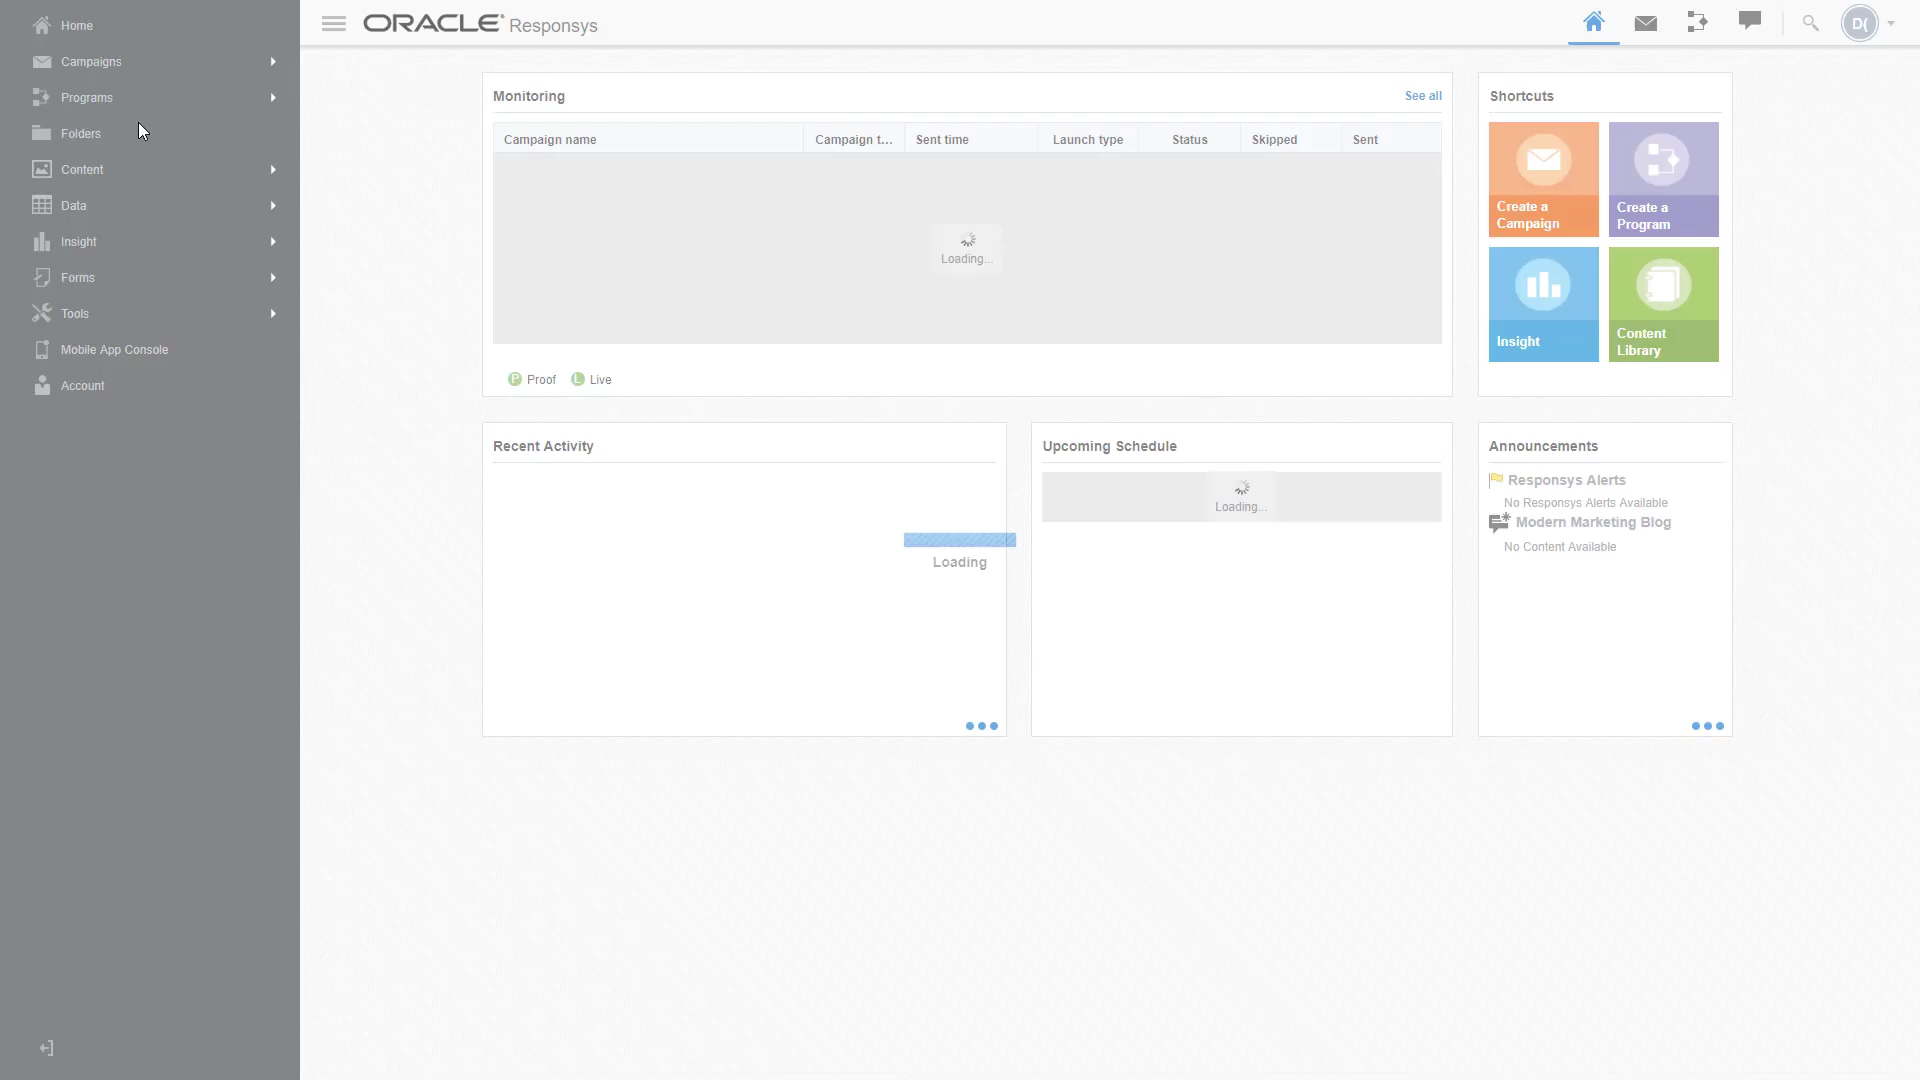 Home
Campaigns
Programs
Folders
Content
Data
Insight
Forms
Tools
Mobile App Console
Account
ORACLE Responsys
D(
Monitoring
See all
Campaign name
Campaign t...
Sent time
Launch type
Status
Skipped
Sent
Loading...
P Proof
L Live
Shortcuts
Create a
Campaign
Create a
Program
Insight
Content
Library
Recent Activity
Loading
Upcoming Schedule
Loading...
Announcements
Responsys Alerts
No Responsys Alerts Available
Modern Marketing Blog
No Content Available